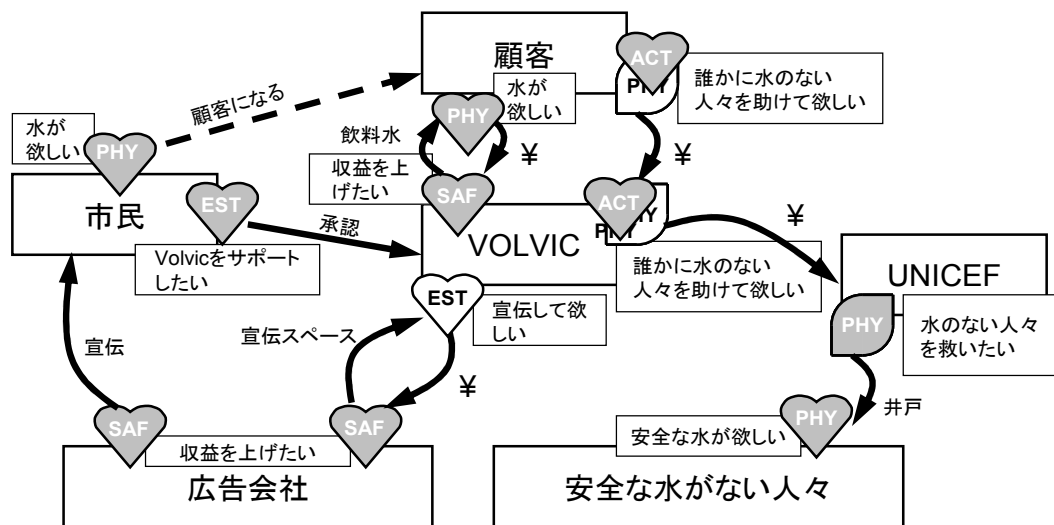 顧客
ACT
PHY
誰かに水のない
人々を助けて欲しい
水が
欲しい
PHY
顧客になる
水が
欲しい
PHY
飲料水
¥
¥
収益を上
げたい
SAF
市民
EST
承認
VOLVIC
ACT
PHY
PHY
¥
Volvicをサポート
したい
誰かに水のない
人々を助けて欲しい
UNICEF
EST
宣伝して欲
しい
PHY
水のない人々
を救いたい
宣伝
宣伝スペース
¥
井戸
SAF
SAF
収益を上げたい
PHY
安全な水が欲しい
広告会社
安全な水がない人々